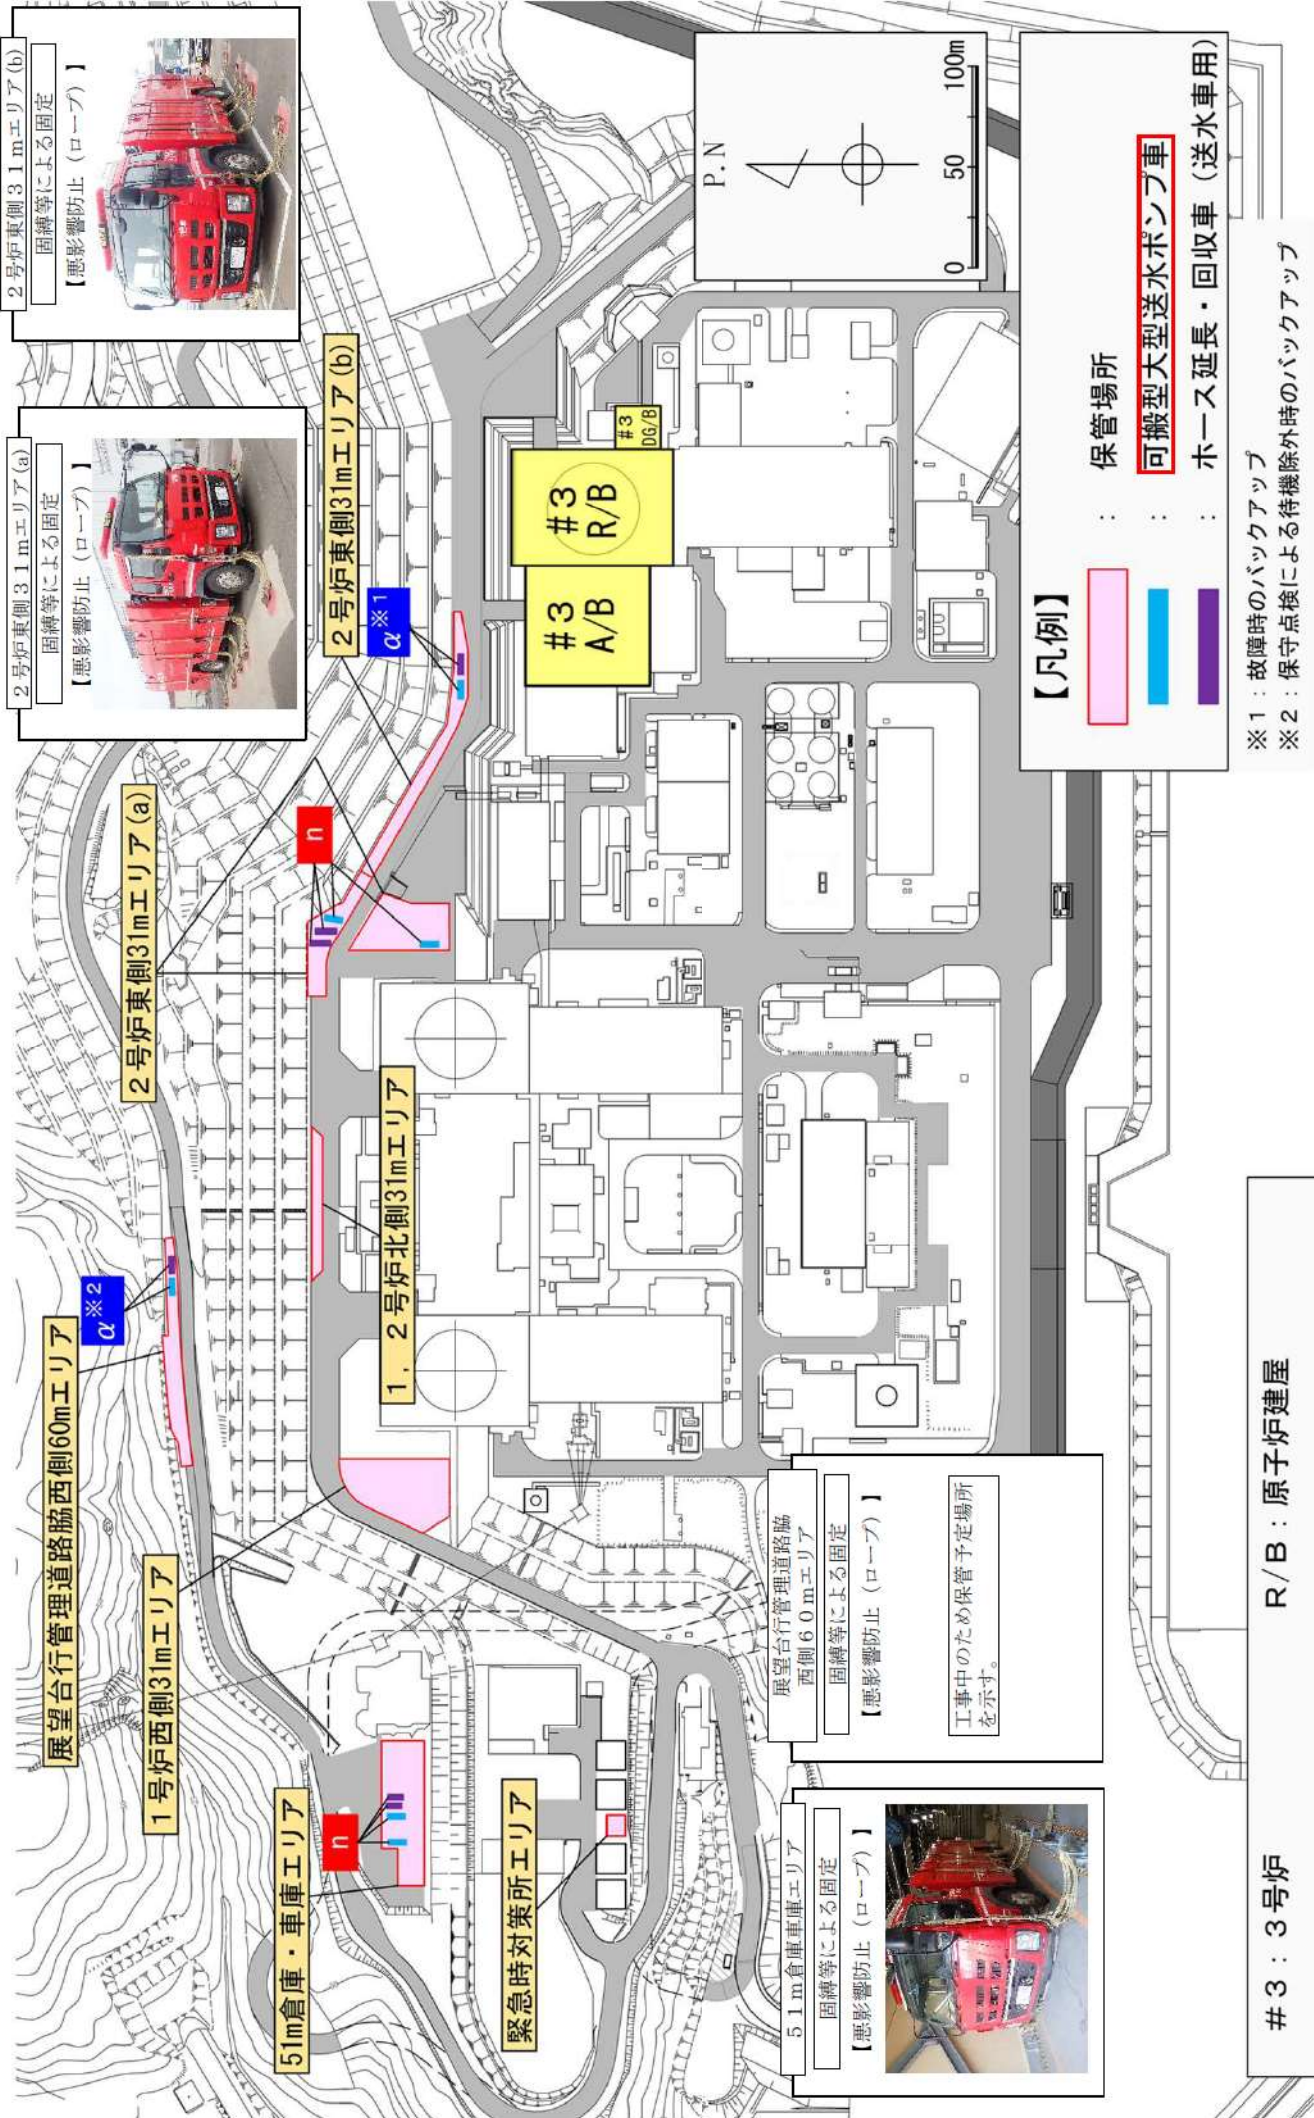 51m倉庫・車庫エリア
n
緊急時対策所エリア
1号炉西側31mエリア
展望台行管理道路脇西側60mエリア
α※2
1，2号炉北側31mエリア
2号炉東側31mエリア(a)
n
2号炉東側31mエリア(b)
α※1
#3
A/B
#3
R/B
#3
DG/B
2号炉東側31mエリア(a)
固縛等による固定
【悪影響防止（ロープ）】
2号炉東側31mエリア(b)
固縛等による固定
【悪影響防止（ロープ）】
51m倉庫車庫エリア
固縛等による固定
【悪影響防止（ロープ）】
展望台行管理道路脇
西側60mエリア
固縛等による固定
【悪影響防止（ロープ）】
工事中のため保管予定場所
を示す。
P.N
0 50 100m
【凡例】
： 保管場所
： 可搬型大型送水ポンプ車
： ホース延長・回収車（送水車用）
※1：故障時のバックアップ
※2：保守点検による待機除外時のバックアップ
#3：3号炉 R/B：原子炉建屋